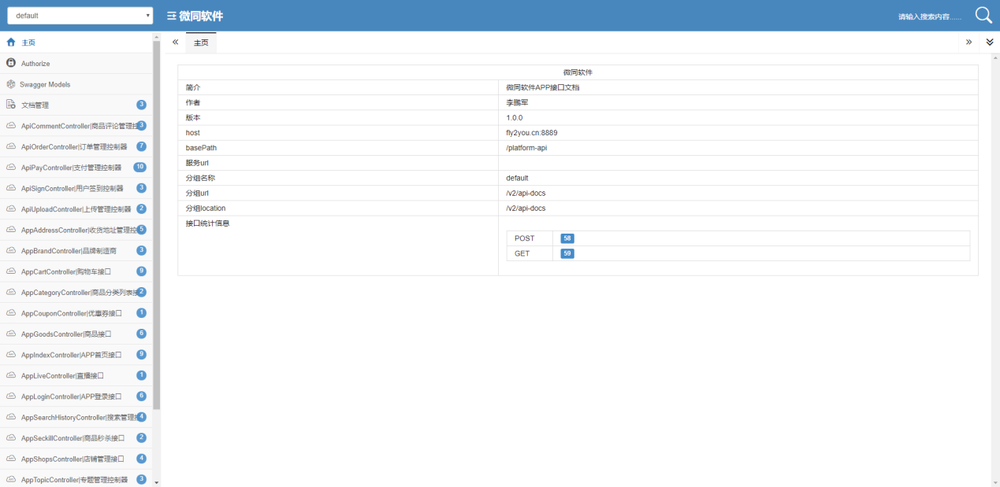 default
微同软件
请输入搜索内容......
主页
Authorize
Swagger Models
文档管理 3
ApiCommentController|商品评论管理控 3
ApiOrderController|订单管理控制器 7
ApiPayController|支付管理控制器 10
ApiSignController|用户签到控制器 3
ApiUploadController|上传管理控制器 2
AppAddressController|收货地址管理控 5
AppBrandController|品牌制造商 3
AppCartController|购物车接口 9
AppCategoryController|商品分类列表接 2
AppCouponController|优惠券接口 1
AppGoodsController|商品接口 6
AppIndexController|APP首页接口 9
AppLiveController|直播接口 1
AppLoginController|APP登录接口 6
AppSearchHistoryController|搜索管理控 4
AppSeckillController|商品秒杀接口 2
AppShopsController|店铺管理接口 4
AppTopicController|专题管理控制器 3
主页
微同软件
简介 微同软件APP接口文档
作者 李鹏军
版本 1.0.0
host fly2you.cn:8889
basePath /platform-api
服务url
分组名称 default
分组url /v2/api-docs
分组location /v2/api-docs
接口统计信息
POST 58
GET 59